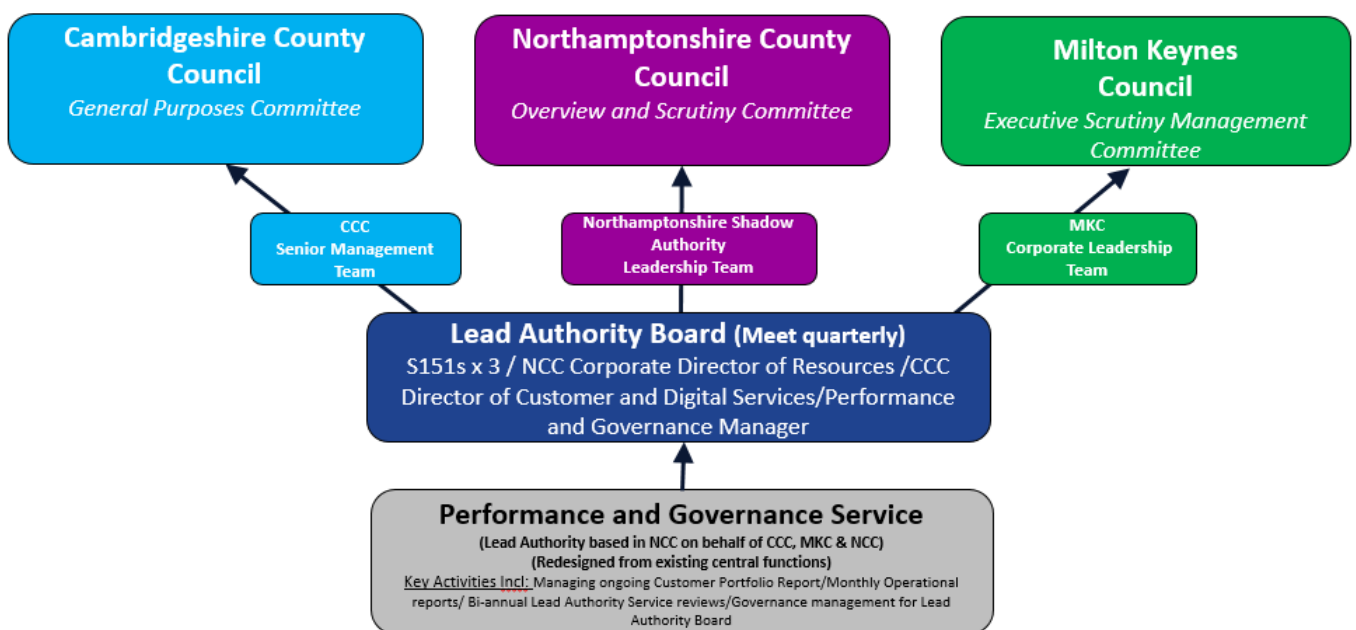 Cambridgeshire County
Council
General Purposes Committee
Northamptonshire County
Council
Overview and Scrutiny Committee
Milton Keynes
Council
Executive Scrutiny Management
Committee
CCC
Senior Management
Team
Northamptonshire Shadow
Authority
Leadership Team
MKC
Corporate Leadership
Team
Lead Authority Board (Meet quarterly)
S151s x 3 / NCC Corporate Director of Resources /CCC
Director of Customer and Digital Services/Performance
and Governance Manager
Performance and Governance Service
(Lead Authority based in NCC on behalf of CCC, MKC & NCC)
(Redesigned from existing central functions)
Key Activities Incl: Managing ongoing Customer Portfolio Report/Monthly Operational
reports/ Bi-annual Lead Authority Service reviews/Governance management for Lead
Authority Board